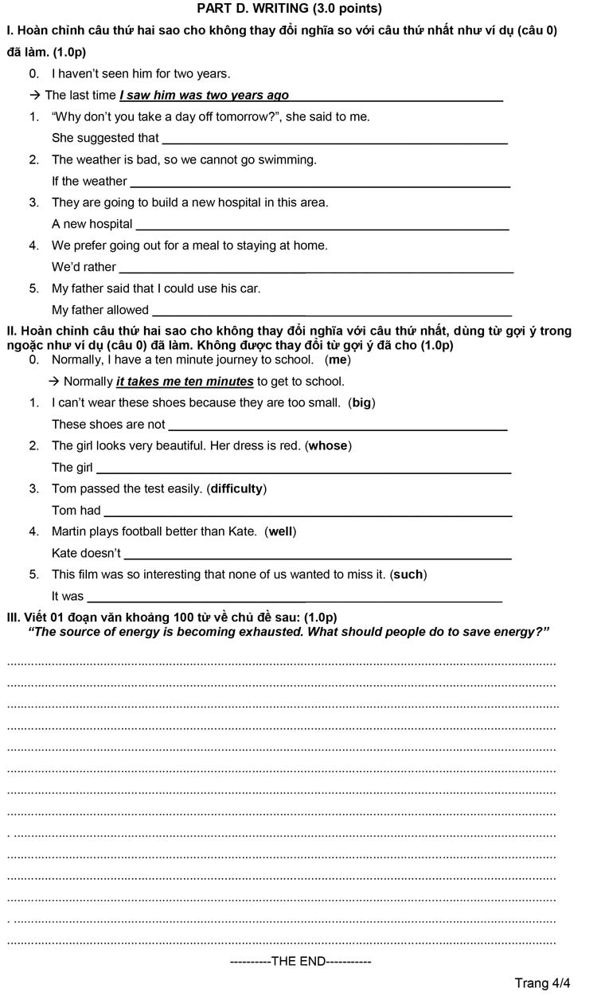 PART D. WRITING (3.0 points)
I. Hoàn chỉnh câu thứ hai sao cho không thay đổi nghĩa so với câu thứ nhất như ví dụ (câu 0)
đã làm. (1.0p)
0. I haven't seen him for two years.
→ The last time I saw him was two years ago
1. “Why don't you take a day off tomorrow?”, she said to me.
She suggested that
2. The weather is bad, so we cannot go swimming.
If the weather
3. They are going to build a new hospital in this area.
A new hospital
4. We prefer going out for a meal to staying at home.
We'd rather
5. My father said that I could use his car.
My father allowed
II. Hoàn chỉnh câu thứ hai sao cho không thay đổi nghĩa với câu thứ nhất, dùng từ gợi ý trong
ngoặc như ví dụ (câu 0) đã làm. Không được thay đổi từ gợi ý đã cho (1.0p)
0. Normally, I have a ten minute journey to school. (me)
→ Normally it takes me ten minutes to get to school.
1. I can't wear these shoes because they are too small. (big)
These shoes are not
2. The girl looks very beautiful. Her dress is red. (whose)
The girl
3. Tom passed the test easily. (difficulty)
Tom had
4. Martin plays football better than Kate. (well)
Kate doesn't
5. This film was so interesting that none of us wanted to miss it. (such)
It was
III. Viết 01 đoạn văn khoảng 100 từ về chủ đề sau: (1.0p)
“The source of energy is becoming exhausted. What should people do to save energy?”
----------THE END-----------
Trang 4/4